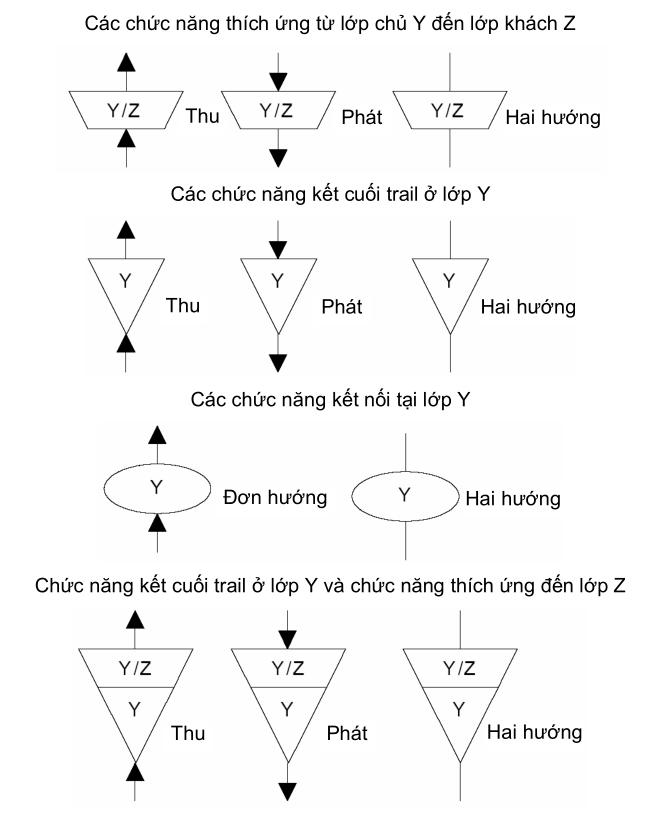 Các chức năng thích ứng từ lớp chủ Y đến lớp khách Z
Y/Z Thu Y/Z Phát Y/Z Hai hướng
Các chức năng kết cuối trail ở lớp Y
Y Thu Y Phát Y Hai hướng
Các chức năng kết nối tại lớp Y
Y Đơn hướng Y Hai hướng
Chức năng kết cuối trail ở lớp Y và chức năng thích ứng đến lớp Z
Y/Z Y/Z Y/Z
Y Thu Y Phát Y Hai hướng